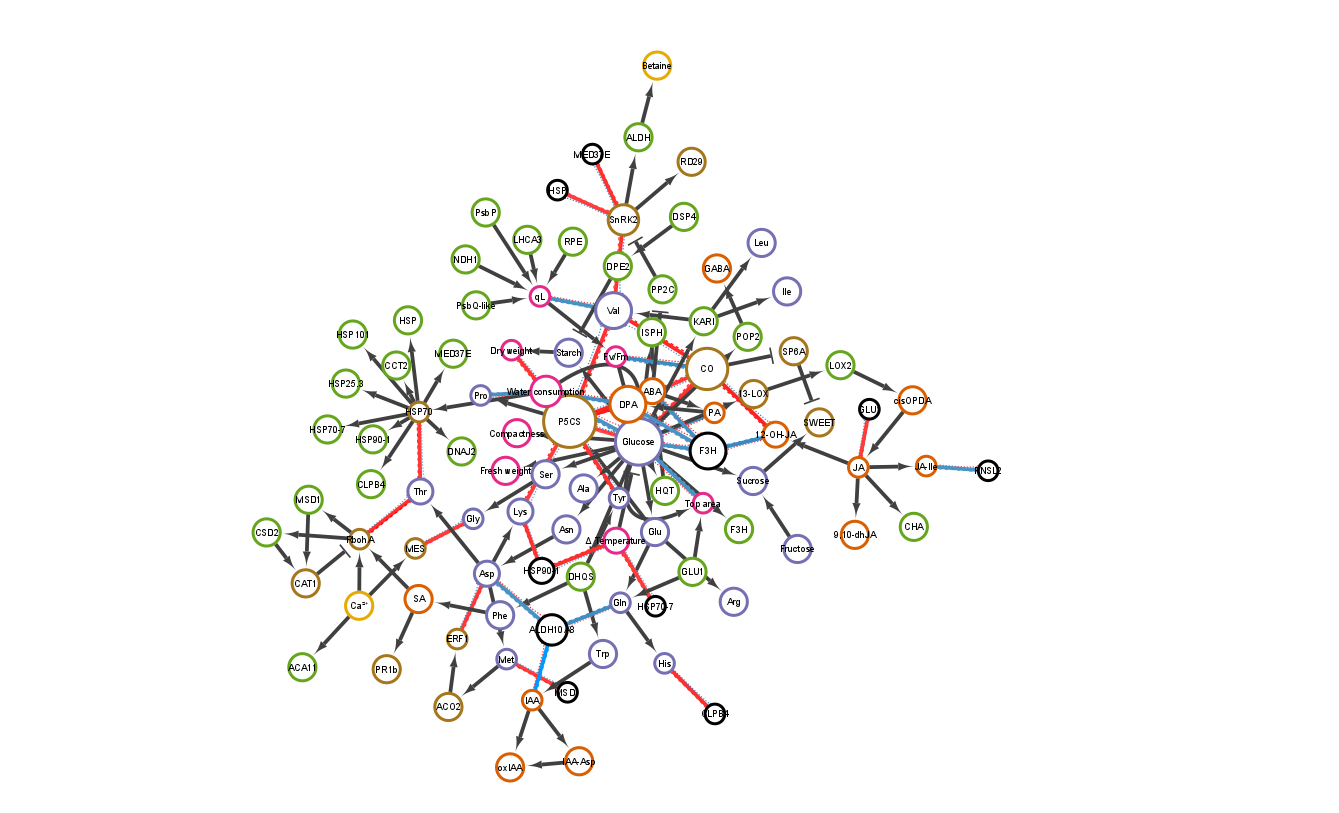 Betaine
ALDH
MED37E
RD29
HSP
PsbP
SnRK2
DSP4
LHCA3
RPE
Leu
NDH1
DPE2
GABA
PP2C
Ile
qL
PsbQ-like
Val
HSP
KARI
HSP101
ISPH
POP2
Dry weight
Starch
SP6A
MED37E
Fv/Fm
CCT2
LOX2
CO
HSP25.3
Water consumption
ABA
13-LOX
Pro
cisOPDA
DPA
HSP70
PA
GLU1
P5CS
SWEET
HSP70-7
Compactness
12-OH-JA
HSP90-1
Glucose
DNAJ2
F3H
JA
JA-Ile
Fresh weight
PNSL2
Ser
Sucrose
CLPB4
Ala
HQT
Thr
Tyr
MSD1
Top area
Lys
Gly
CSD2
Asn
Glu
F3H
CHA
9,10-dhJA
RbohA
Δ Temperature
MES
Fructose
HSP90-1
GLU1
Asp
DHQS
CAT1
SA
Arg
Gln
Ca²⁺
HSP70-7
Phe
ALDH10A8
ERF1
Trp
Met
His
ACA11
PR1b
MSD1
IAA
ACO2
CLPB4
IAA-Asp
oxIAA